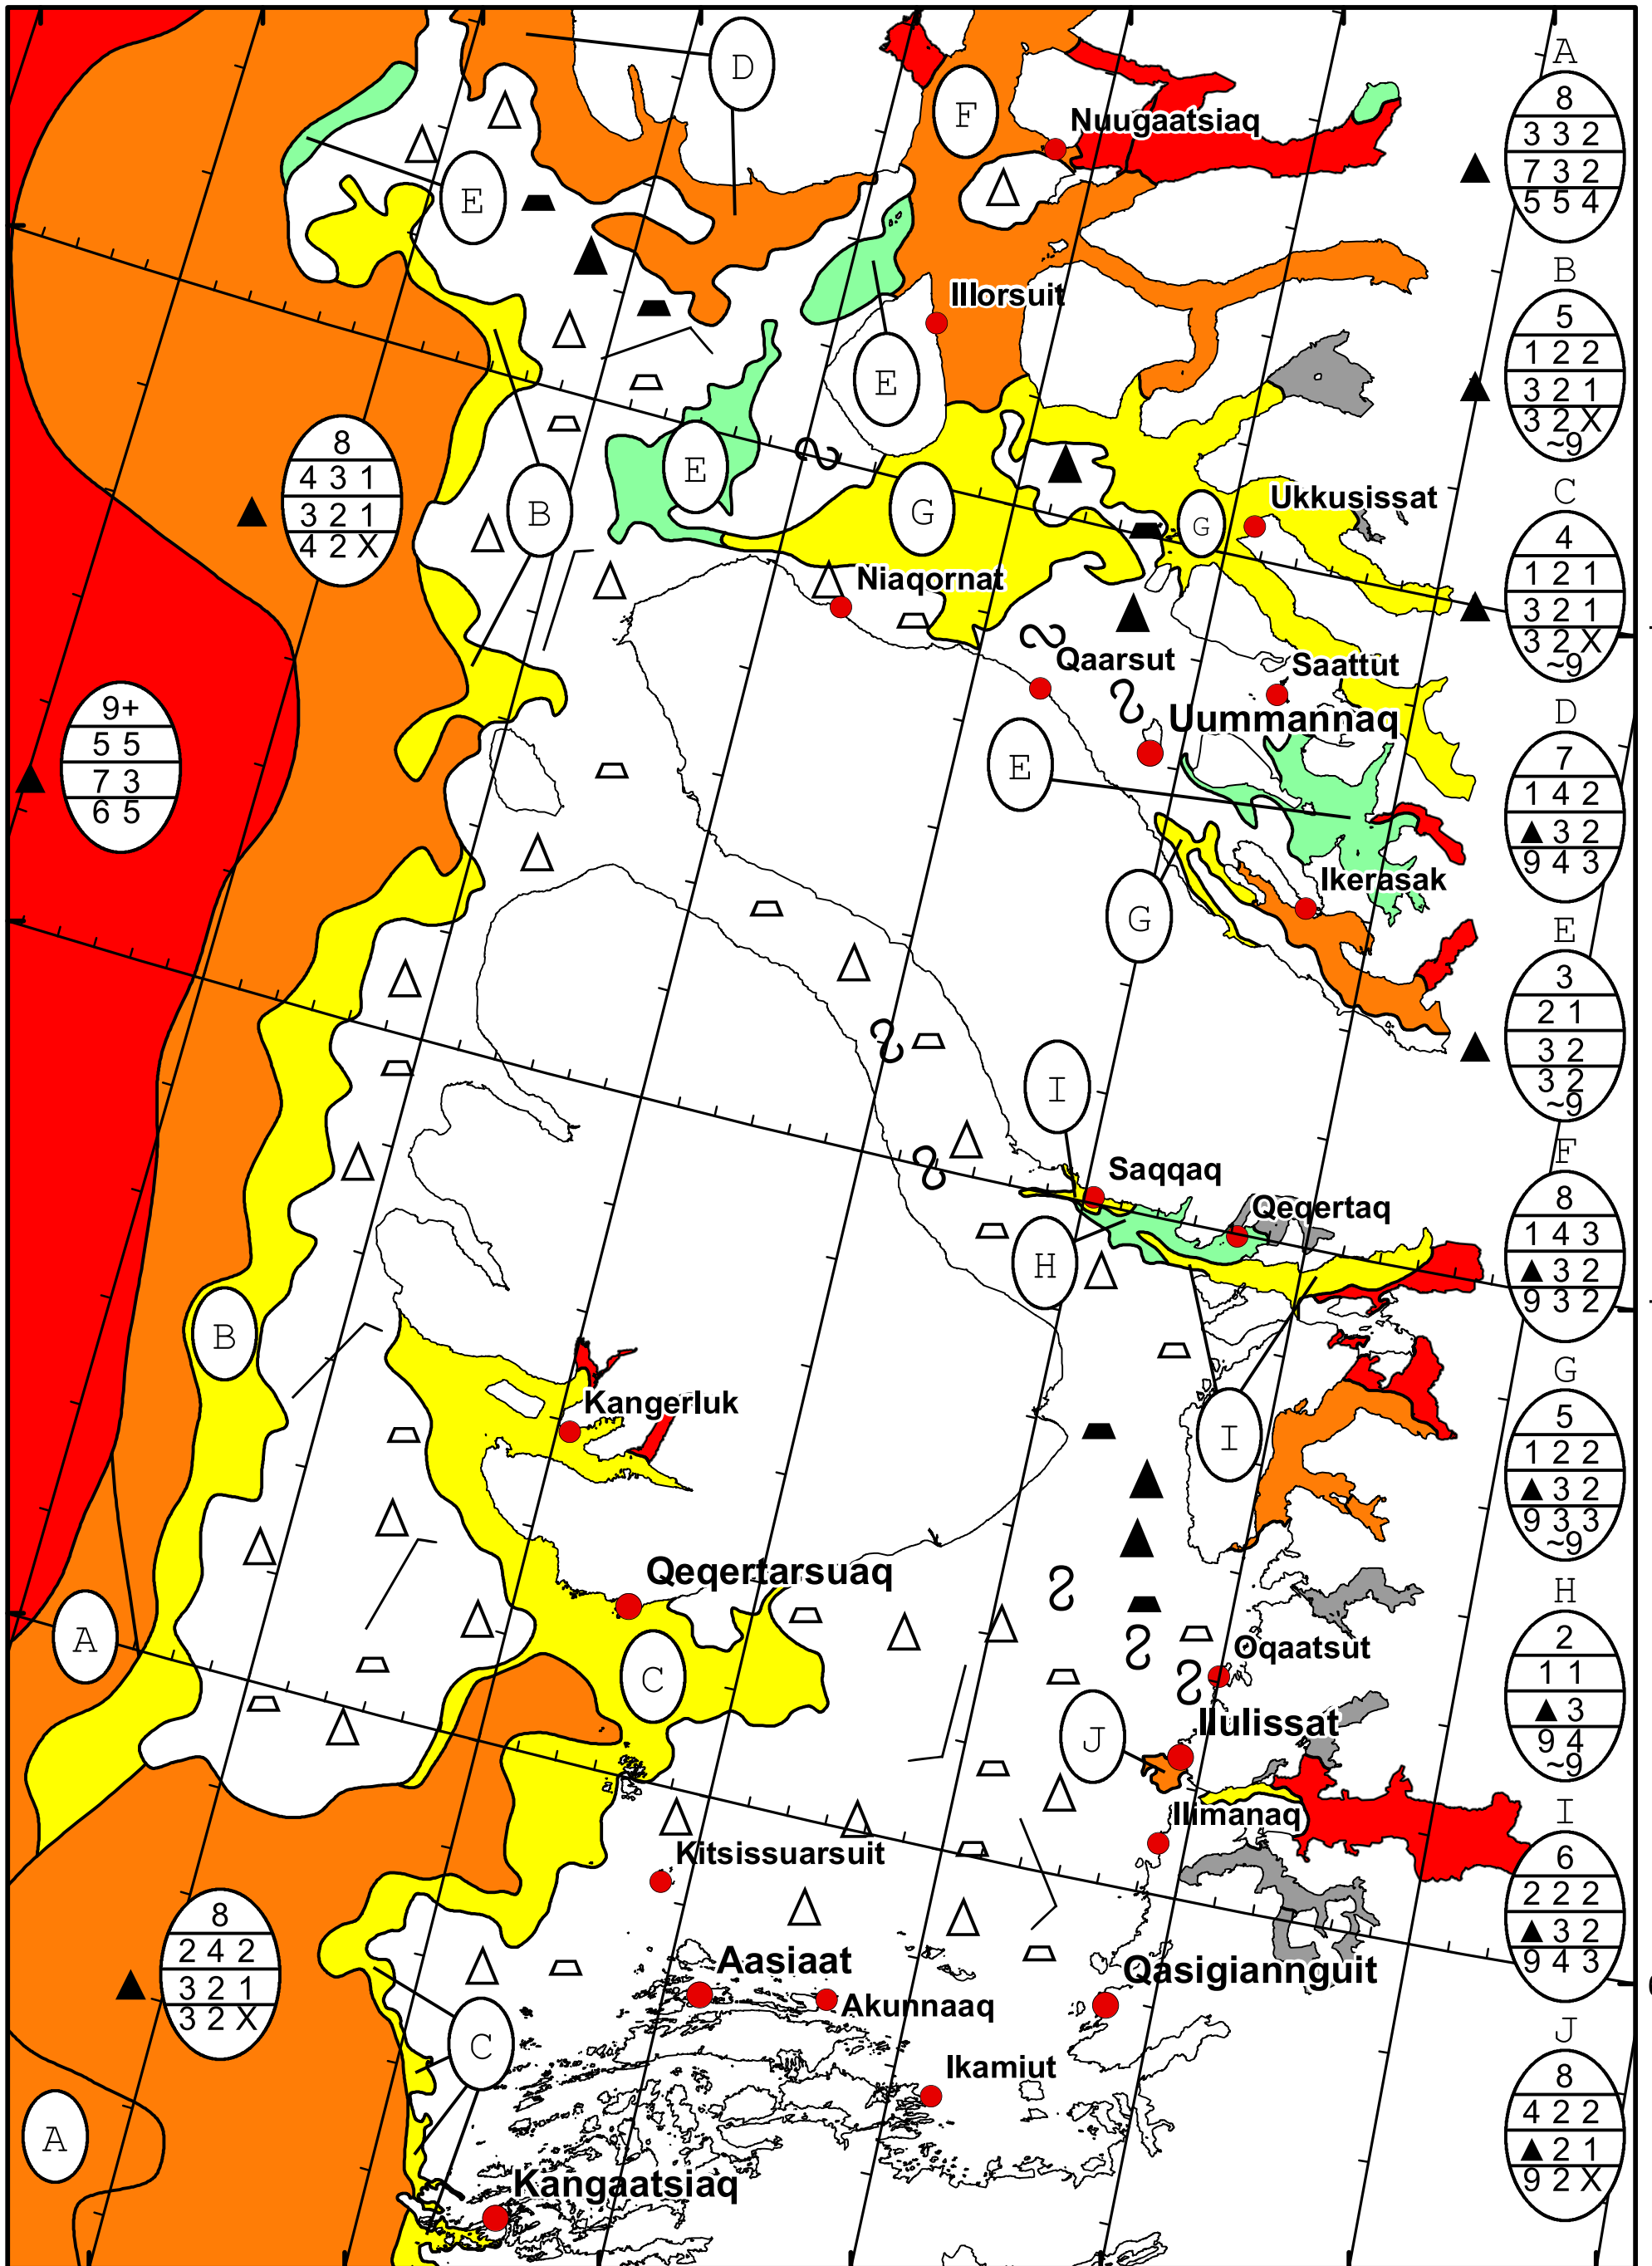 D
A
8
3 3 2
7 3 2
5 5 4
F
Nuugaatsiaq
E
B
5
1 2 2
3 2 1
3 2 X
~9
Illorsuit
E
8
4 3 1
3 2 1
4 2 X
E
B
G
G
Ukkusissat
C
4
1 2 1
3 2 1
3 2 X
~9
Niaqornat
Qaarsut
Saattut
Uummannaq
9+
5 5
7 3
6 5
E
D
7
1 4 2
▲ 3 2
9 4 3
Ikerasak
G
E
3
2 1
3 2
3 2
~9
I
Saqqaq
Qeqertaq
H
F
8
1 4 3
▲ 3 2
9 3 2
B
Kangerluk
I
G
5
1 2 2
▲ 3 2
9 3 3
~9
Qeqertarsuaq
A
C
Oqaatsut
H
2
1 1
▲ 3
9 4
~9
Ilulissat
J
Ilimanaq
Kitsissuarsuit
I
6
2 2 2
▲ 3 2
9 4 3
8
2 4 2
3 2 1
3 2 X
Aasiaat
Akunnaaq
Qasigiannguit
C
Ikamiut
J
8
4 2 2
▲ 2 1
9 2 X
A
Kangaatsiaq